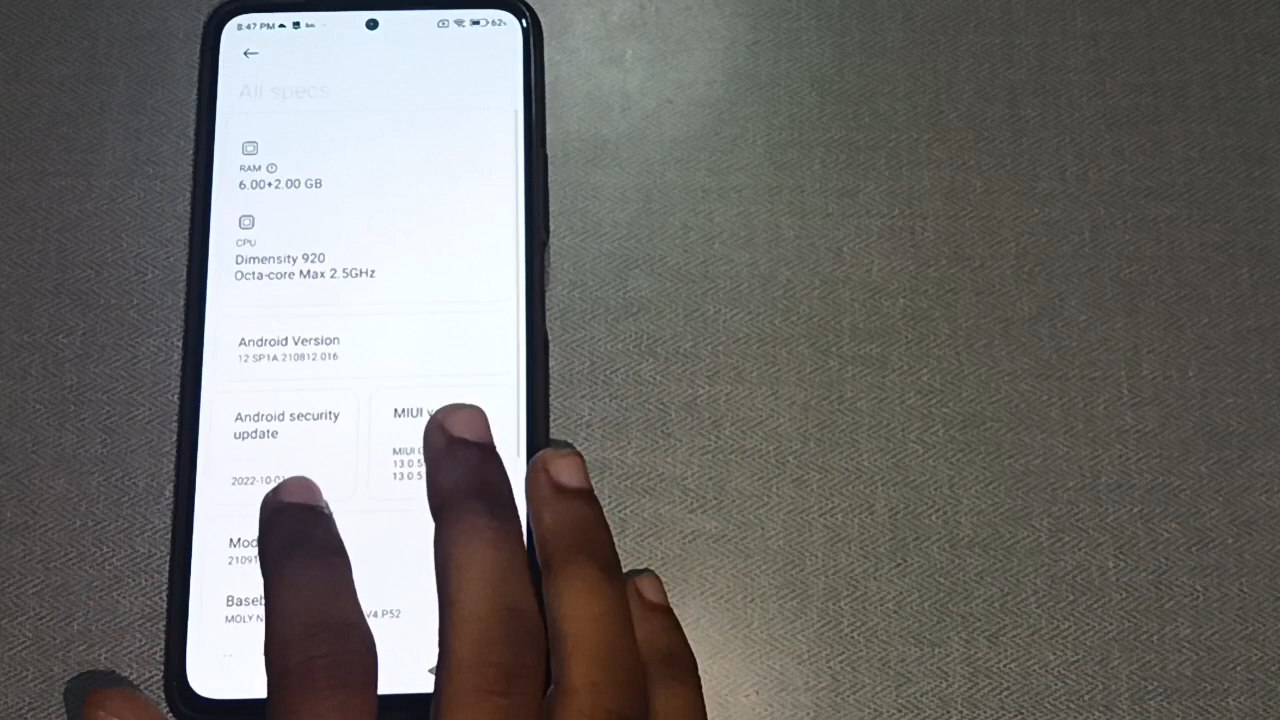 8:47 PM
62%
All specs
RAM
6.00+2.00 GB
CPU
Dimensity 920
Octa-core Max 2.5GHz
Android Version
12 SP1A.210812.016
Android security
update
2022-10-01
MIUI
MIUI
13.0.5
13.0.5
21091
MOLY
V4.P52